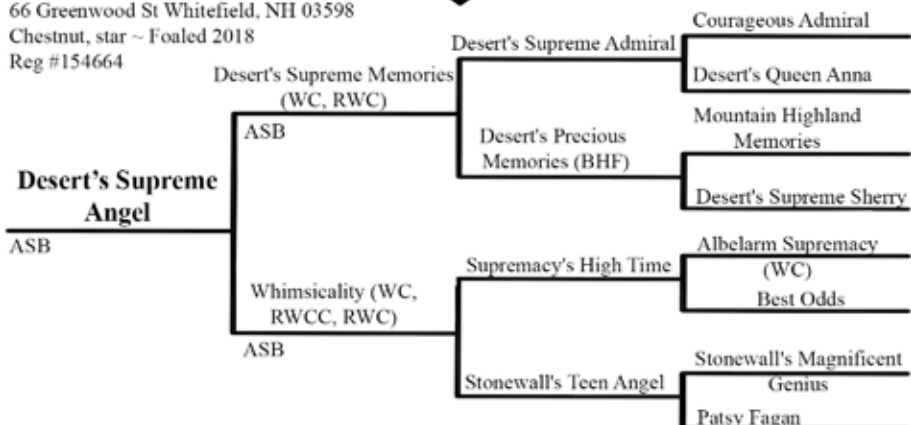 66 Greenwood St Whitefield, NH 03598
Chestnut, star ~ Foaled 2018
Reg #154664
Desert's Supreme
Angel
ASB
Desert's Supreme Memories
(WC, RWC)
ASB
Whimsicality (WC,
RWCC, RWC)
ASB
Desert's Supreme Admiral
Desert's Precious
Memories (BHF)
Supremacy's High Time
Stonewall's Teen Angel
Courageous Admiral
Desert's Queen Anna
Mountain Highland
Memories
Desert's Supreme Sherry
Albelarm Supremacy
(WC)
Best Odds
Stonewall's Magnificent
Genius
Patsy Fagan